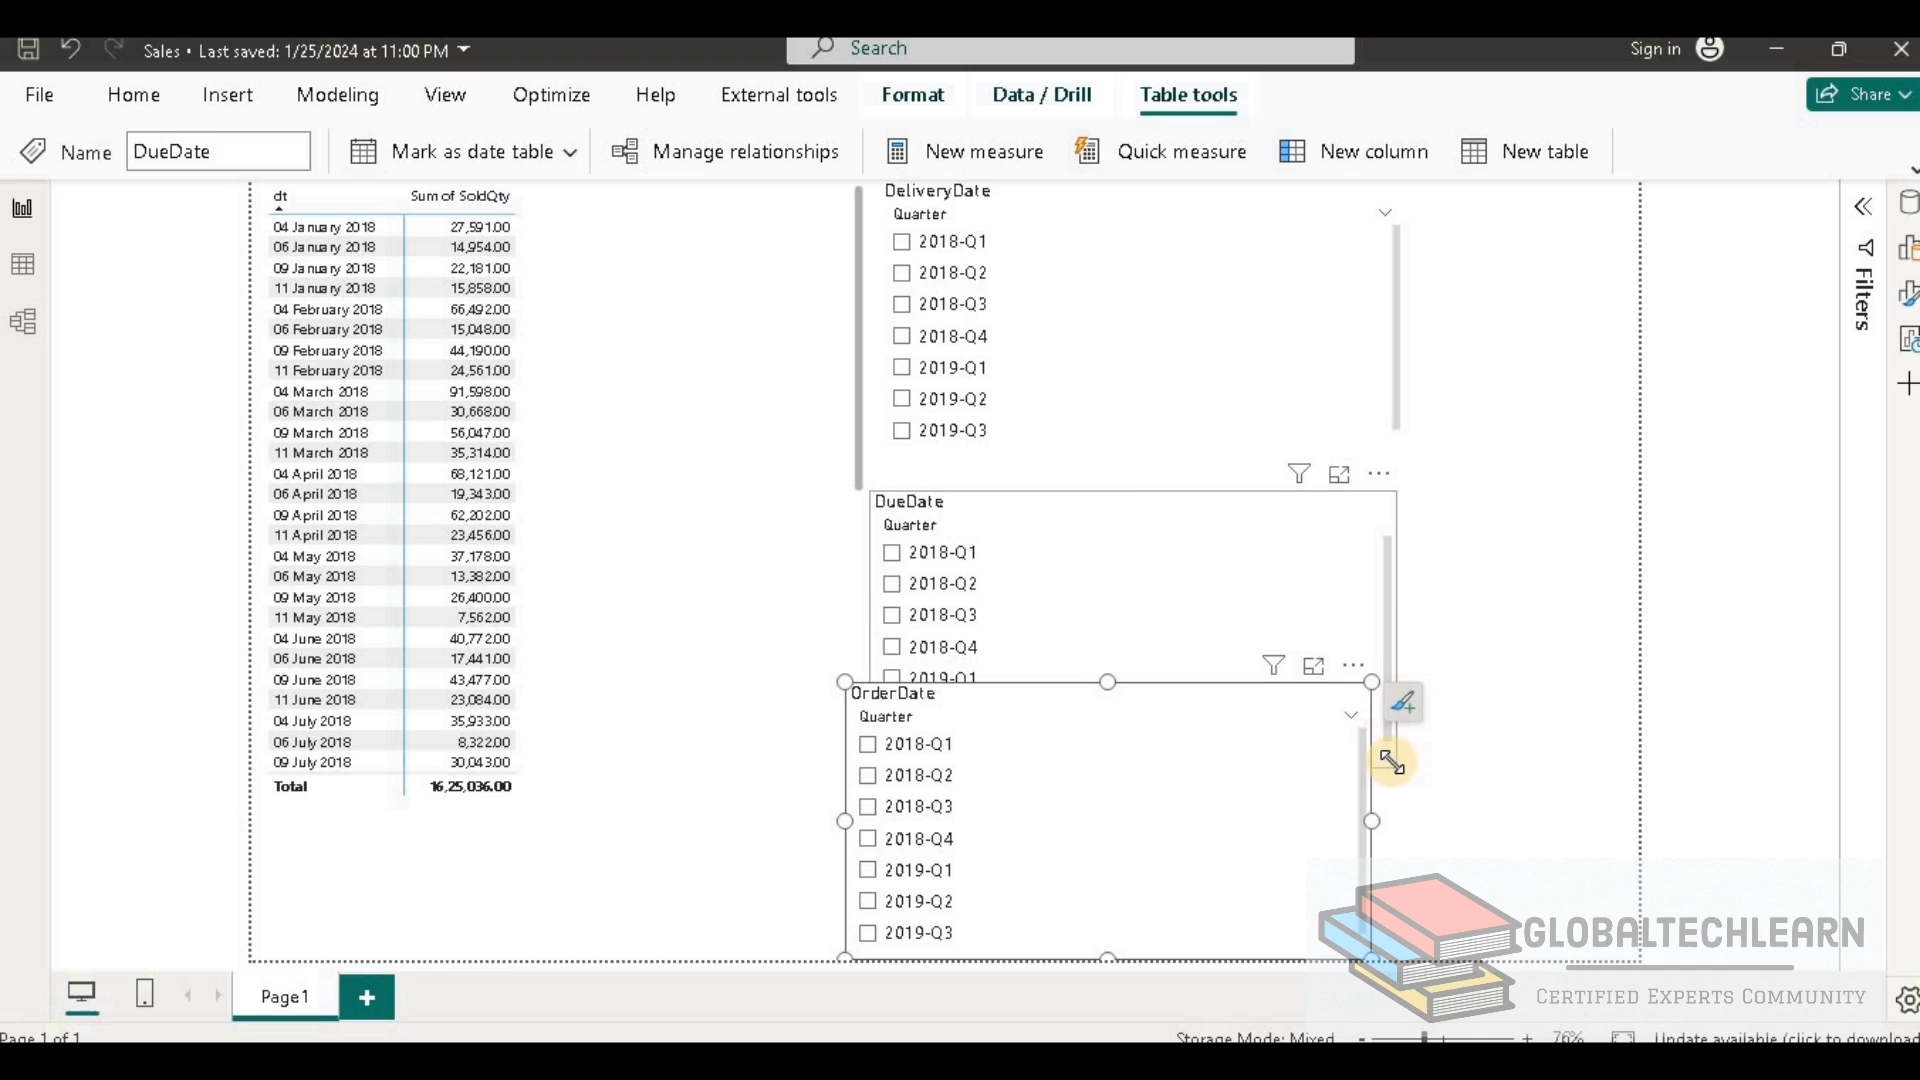 Sales • Last saved: 1/25/2024 at 11:00 PM
Search
Sign in
File Home Insert Modeling View Optimize Help External tools Format Data / Drill Table tools
Share
Name DueDate Mark as date table Manage relationships New measure Quick measure New column New table
dt Sum of SoldQty
04 January 2018 27,591.00
06 January 2018 14,954.00
09 January 2018 22,181.00
11 January 2018 15,858.00
04 February 2018 66,492.00
06 February 2018 15,048.00
09 February 2018 44,190.00
11 February 2018 24,561.00
04 March 2018 91,598.00
06 March 2018 30,668.00
09 March 2018 56,047.00
11 March 2018 35,314.00
04 April 2018 68,121.00
06 April 2018 19,343.00
09 April 2018 62,202.00
11 April 2018 23,456.00
04 May 2018 37,178.00
06 May 2018 13,382.00
09 May 2018 26,400.00
11 May 2018 7,562.00
04 June 2018 40,772.00
06 June 2018 17,441.00
09 June 2018 43,477.00
11 June 2018 23,084.00
04 July 2018 35,933.00
06 July 2018 8,322.00
09 July 2018 30,043.00
Total 16,25,036.00
DeliveryDate
Quarter
2018-Q1
2018-Q2
2018-Q3
2018-Q4
2019-Q1
2019-Q2
2019-Q3
DueDate
Quarter
2018-Q1
2018-Q2
2018-Q3
2018-Q4
2019-Q1
OrderDate
Quarter
2018-Q1
2018-Q2
2018-Q3
2018-Q4
2019-Q1
2019-Q2
2019-Q3
Filters
GLOBALTECHLEARN
CERTIFIED EXPERTS COMMUNITY
Page1
Page 1 of 1
Storage Mode: Mixed
76%
Update available (click to download